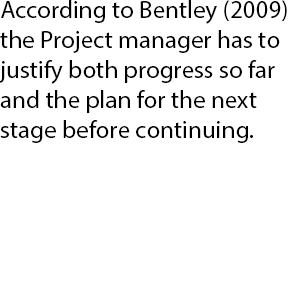 According to Bentley (2009)
the Project manager has to
justify both progress so far
and the plan for the next
stage before continuing.